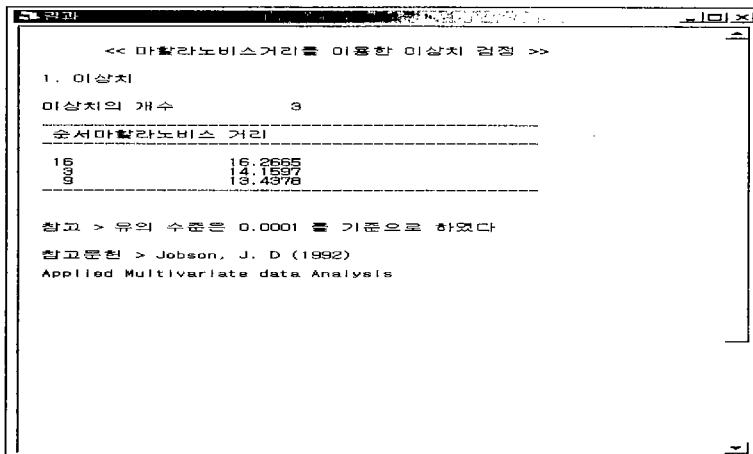 결과
<< 마할라노비스거리를 이용한 이상치 검정 >>
1. 이상치
이상치의 개수 3
순서마할라노비스 거리
16 16.2665
3 14.1597
9 13.4378
참고 > 유의 수준은 0.0001 를 기준으로 하였다
참고문헌 > Jobson, J. D (1992)
Applied Multivariate data Analysis